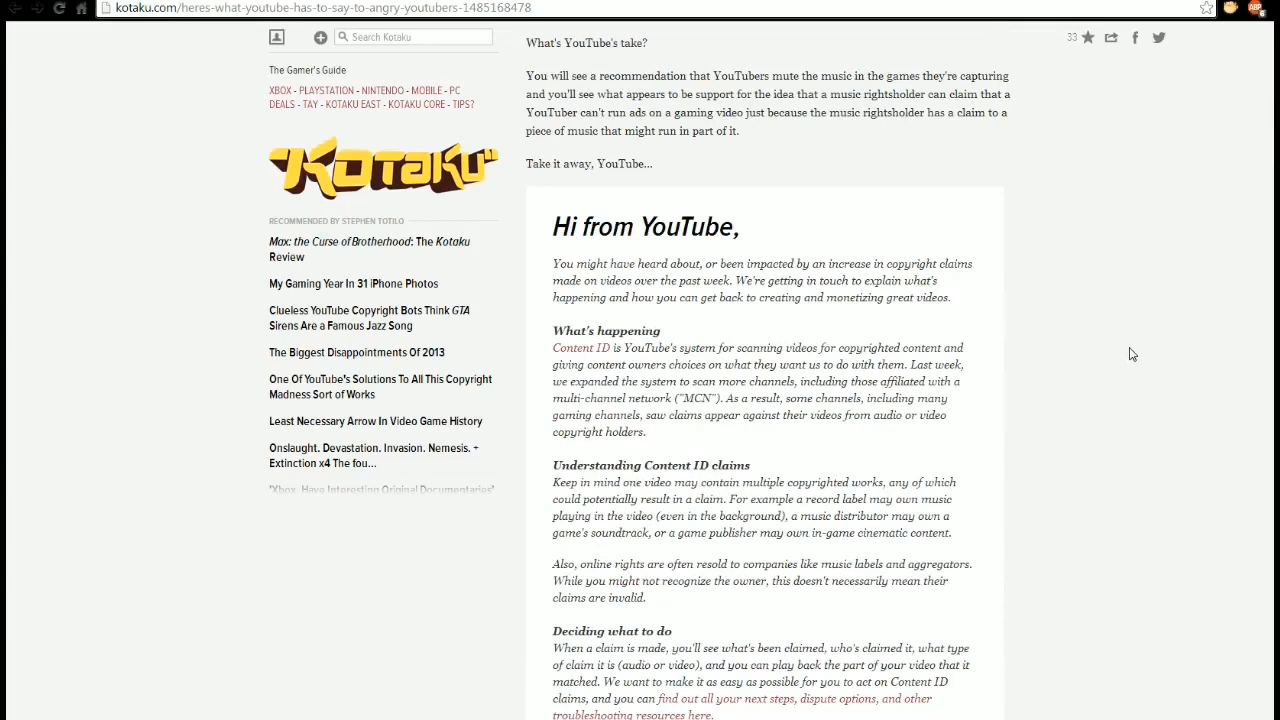 kotaku.com/heres-what-youtube-has-to-say-to-angry-youtubers-1485168478
ABP
6
Search Kotaku
33
The Gamer's Guide
XBOX - PLAYSTATION - NINTENDO - MOBILE - PC
DEALS - TAY - KOTAKU EAST - KOTAKU CORE - TIPS?
"KOTAKU"
RECOMMENDED BY STEPHEN TOTILO
Max: the Curse of Brotherhood: The Kotaku
Review
My Gaming Year In 31 iPhone Photos
Clueless YouTube Copyright Bots Think GTA
Sirens Are a Famous Jazz Song
The Biggest Disappointments Of 2013
One Of YouTube's Solutions To All This Copyright
Madness Sort of Works
Least Necessary Arrow In Video Game History
Onslaught. Devastation. Invasion. Nemesis. +
Extinction x4 The fou...
'Xbox, Have Interesting Original Documentaries'
What's YouTube's take?
You will see a recommendation that YouTubers mute the music in the games they're capturing
and you'll see what appears to be support for the idea that a music rightsholder can claim that a
YouTuber can't run ads on a gaming video just because the music rightsholder has a claim to a
piece of music that might run in part of it.
Take it away, YouTube...
Hi from YouTube,
You might have heard about, or been impacted by an increase in copyright claims
made on videos over the past week. We're getting in touch to explain what's
happening and how you can get back to creating and monetizing great videos.
What's happening
Content ID is YouTube's system for scanning videos for copyrighted content and
giving content owners choices on what they want us to do with them. Last week,
we expanded the system to scan more channels, including those affiliated with a
multi-channel network ("MCN"). As a result, some channels, including many
gaming channels, saw claims appear against their videos from audio or video
copyright holders.
Understanding Content ID claims
Keep in mind one video may contain multiple copyrighted works, any of which
could potentially result in a claim. For example a record label may own music
playing in the video (even in the background), a music distributor may own a
game's soundtrack, or a game publisher may own in-game cinematic content.
Also, online rights are often resold to companies like music labels and aggregators.
While you might not recognize the owner, this doesn't necessarily mean their
claims are invalid.
Deciding what to do
When a claim is made, you'll see what's been claimed, who's claimed it, what type
of claim it is (audio or video), and you can play back the part of your video that it
matched. We want to make it as easy as possible for you to act on Content ID
claims, and you can find out all your next steps, dispute options, and other
troubleshooting resources here.